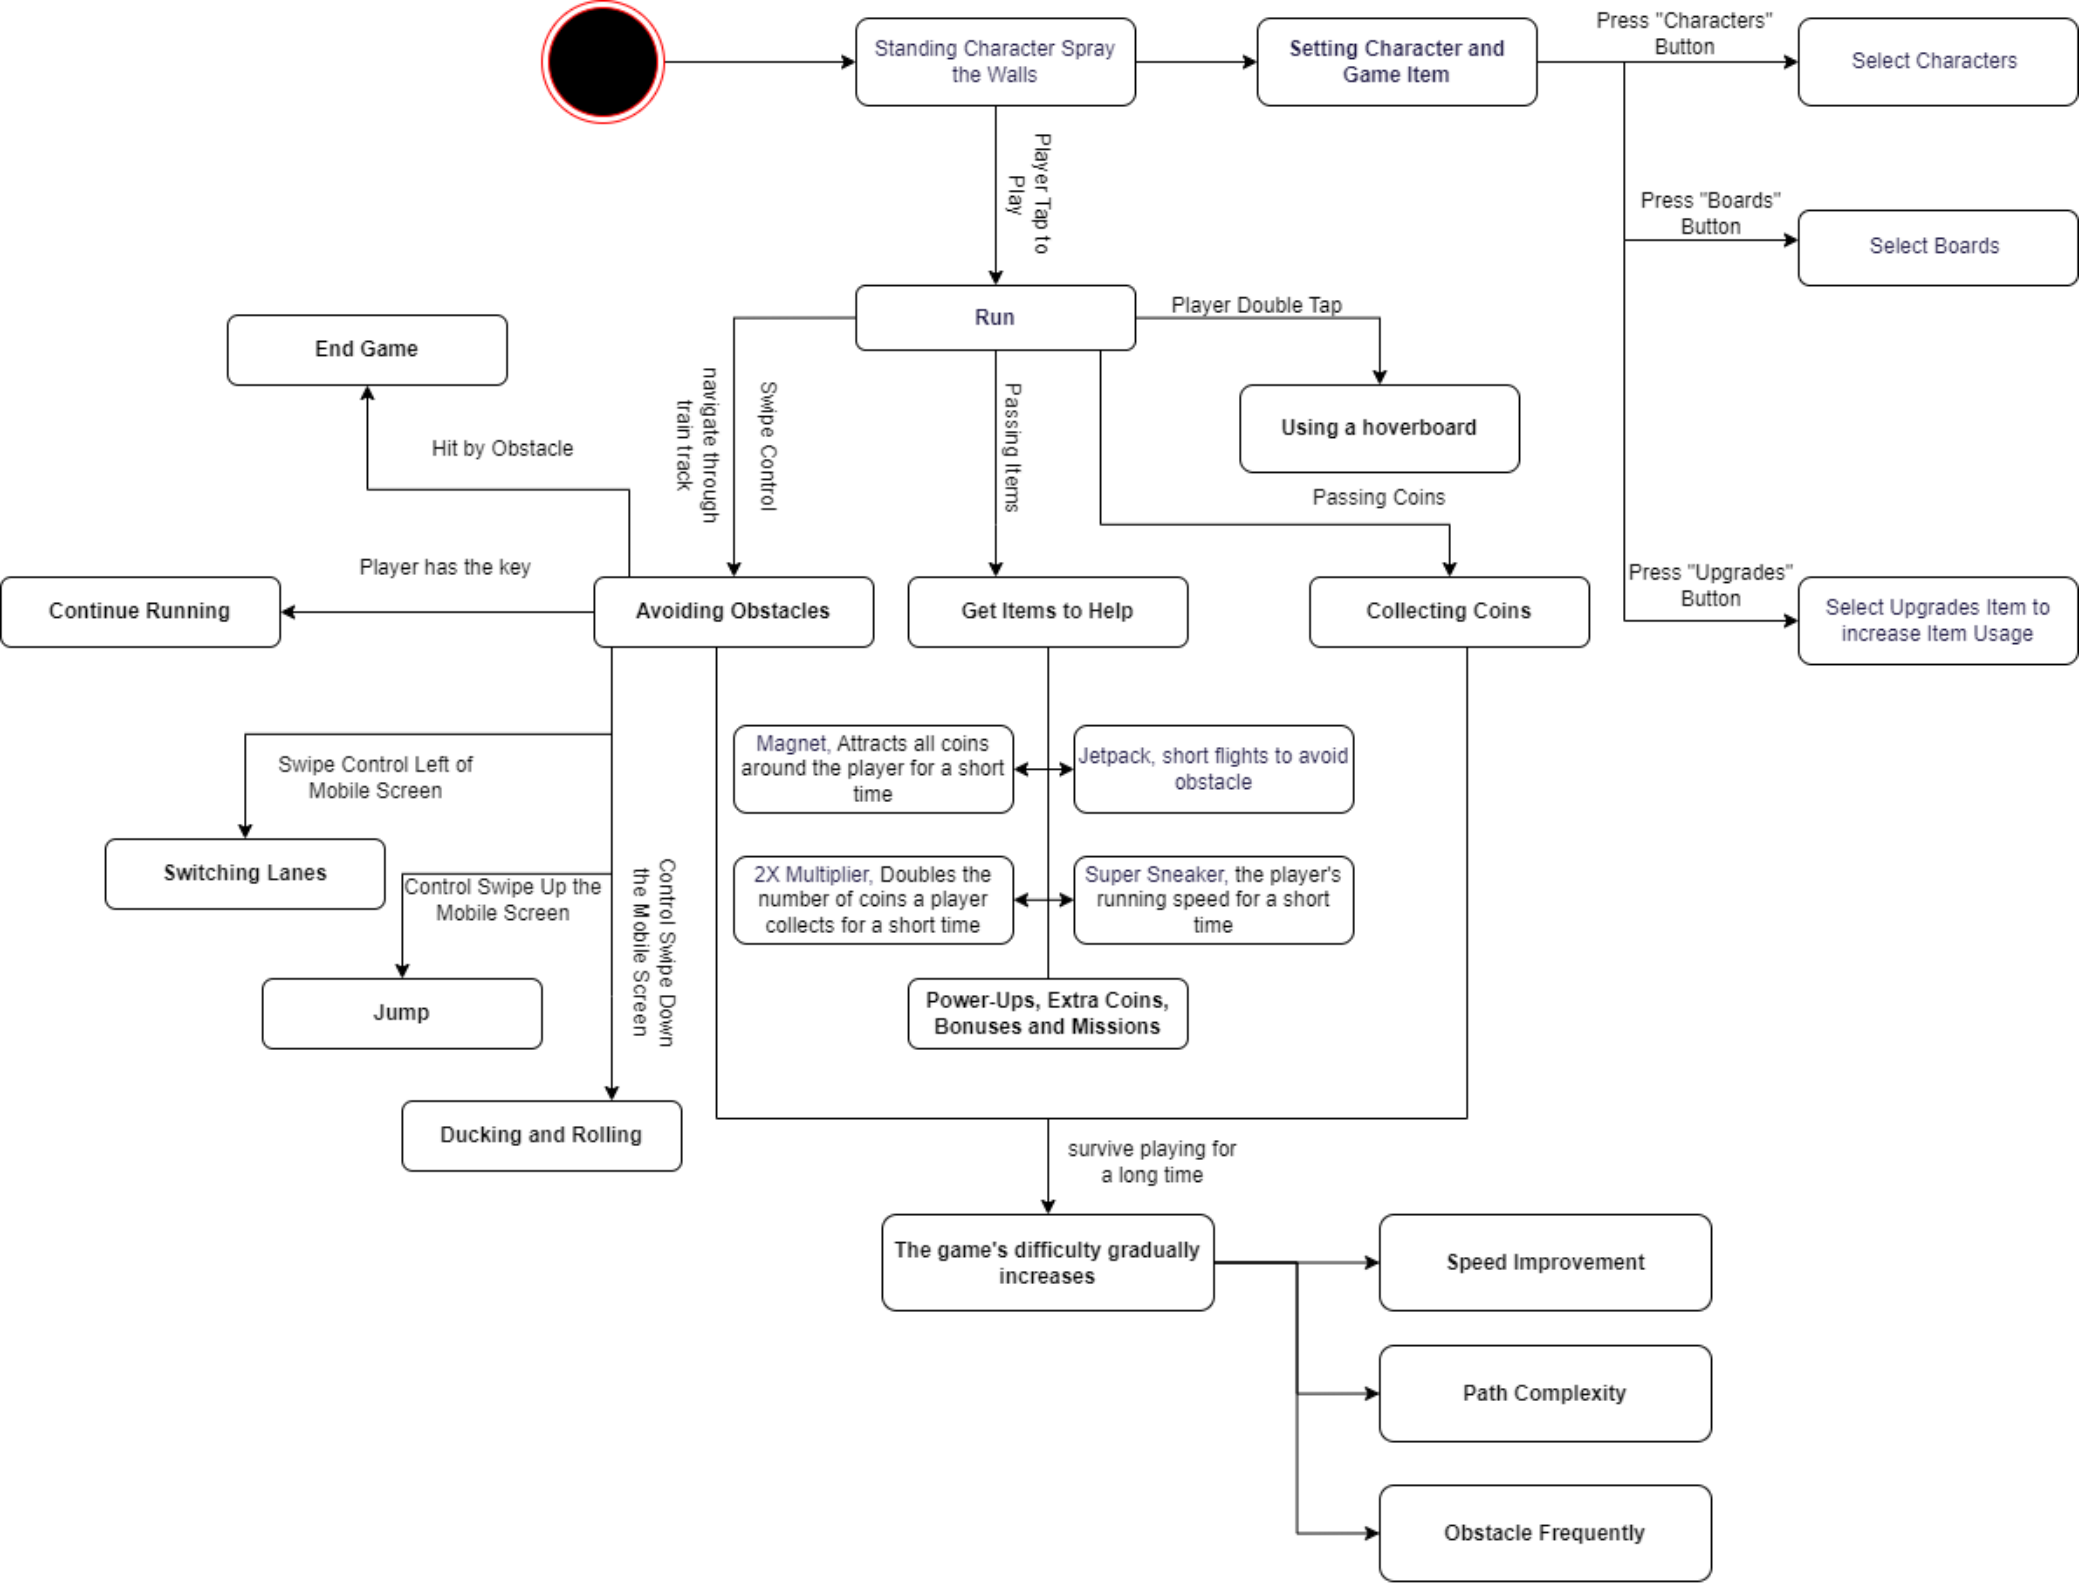 Standing Character Spray
the Walls
Setting Character and
Game Item
Press "Characters"
Button
Select Characters
Player Tap to
Play
Press "Boards"
Button
Select Boards
Run
Player Double Tap
End Game
Swipe Control
navigate through
train track
Passing Items
Using a hoverboard
Hit by Obstacle
Passing Coins
Player has the key
Press "Upgrades"
Button
Continue Running
Avoiding Obstacles
Get Items to Help
Collecting Coins
Select Upgrades Item to
increase Item Usage
Swipe Control Left of
Mobile Screen
Magnet, Attracts all coins
around the player for a short
time
Jetpack, short flights to avoid
obstacle
Switching Lanes
Control Swipe Up the
Mobile Screen
Control Swipe Down
the Mobile Screen
2X Multiplier, Doubles the
number of coins a player
collects for a short time
Super Sneaker, the player's
running speed for a short
time
Jump
Power-Ups, Extra Coins,
Bonuses and Missions
Ducking and Rolling
survive playing for
a long time
The game's difficulty gradually
increases
Speed Improvement
Path Complexity
Obstacle Frequently